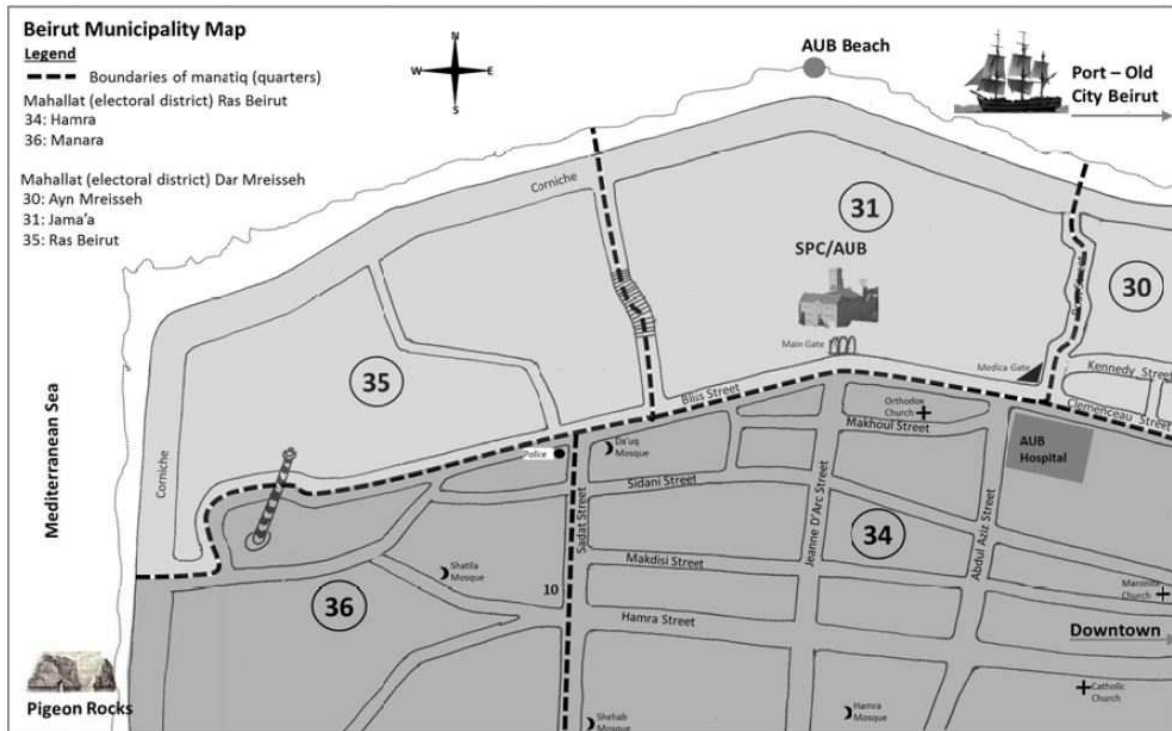 Beirut Municipality Map
Legend
Boundaries of manatiq (quarters)
Mahallat (electoral district) Ras Beirut
34: Hamra
36: Manara
Mahallat (electoral district) Dar Mreisseh
30: Ayn Mreisseh
31: Jama'a
35: Ras Beirut
N
W
E
S
AUB Beach
Port – Old
City Beirut
Corniche
31
SPC/AUB
30
Main Gate
Medica Gate
Kennedy Street
Clemenceau Street
35
Bliss Street
Orthodox
Church
Makhoul Street
AUB
Hospital
Mediterranean Sea
Corniche
Police
Da'uq
Mosque
Sidani Street
Sadat Street
Jeanne D'Arc Street
34
Abdul Aziz Street
Makdisi Street
Shatila
Mosque
10
36
Maronite
Church
Hamra Street
Downtown
Pigeon Rocks
Catholic
Church
Shehab
Mosque
Hamra
Mosque